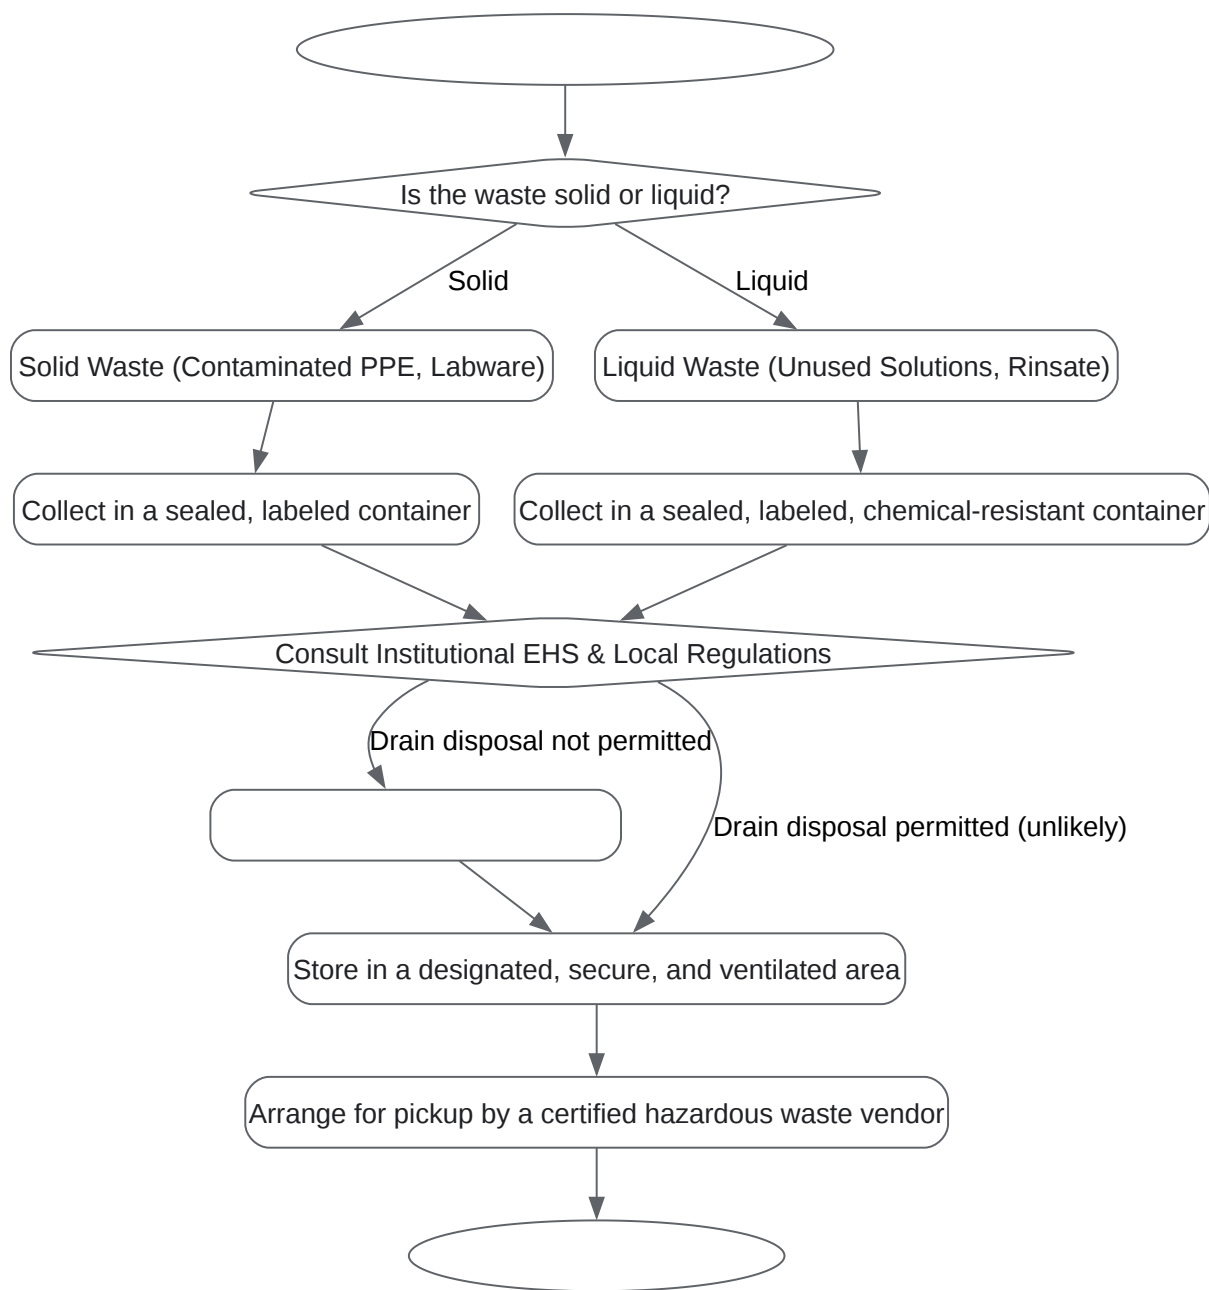 Is the waste solid or liquid?
Solid
Liquid
Solid Waste (Contaminated PPE, Labware)
Liquid Waste (Unused Solutions, Rinsate)
Collect in a sealed, labeled container
Collect in a sealed, labeled, chemical-resistant container
Consult Institutional EHS & Local Regulations
Drain disposal not permitted
Drain disposal permitted (unlikely)
Store in a designated, secure, and ventilated area
Arrange for pickup by a certified hazardous waste vendor